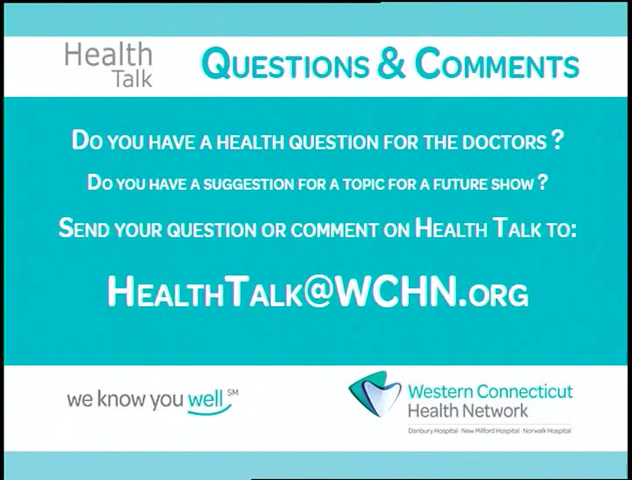 Health
Talk
QUESTIONS & COMMENTS
DO YOU HAVE A HEALTH QUESTION FOR THE DOCTORS ?
DO YOU HAVE A SUGGESTION FOR A TOPIC FOR A FUTURE SHOW ?
SEND YOUR QUESTION OR COMMENT ON HEALTH TALK TO:
HEALTHTALK@WCHN.ORG
we know you well SM
Western Connecticut
Health Network
Danbury Hospital · New Milford Hospital · Norwalk Hospital